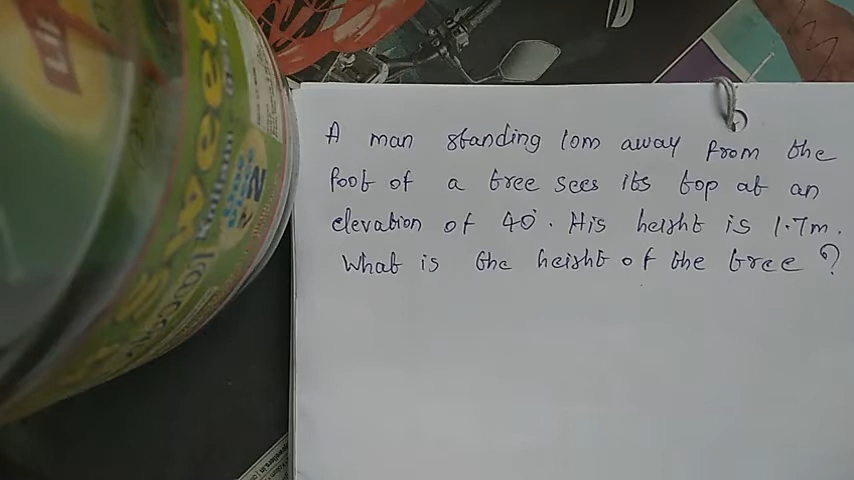 A man standing 10m away from the
foot of a tree sees its top at an
elevation of 40°. His height is 1.7m.
What is the height of the tree ?